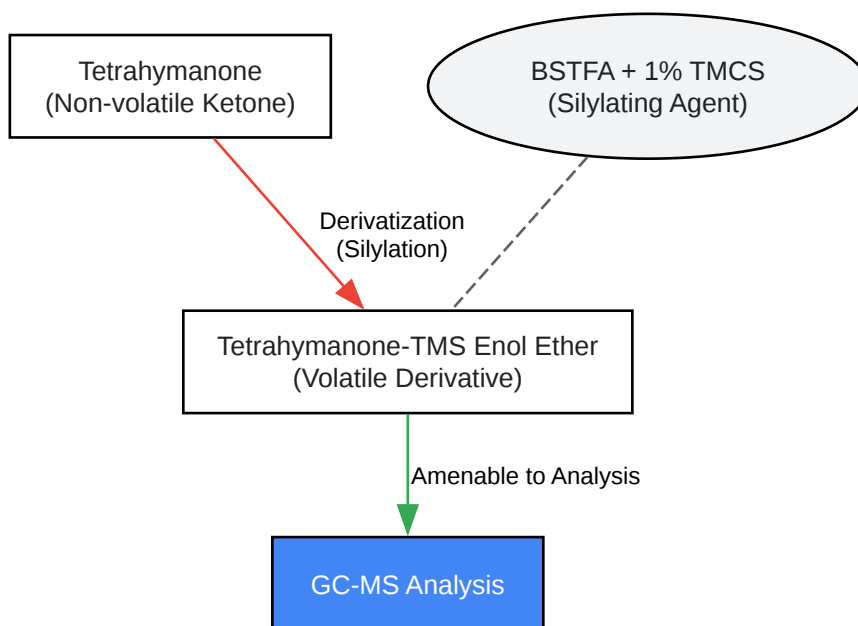 Tetrahymanone
(Non-volatile Ketone)
BSTFA + 1% TMCS
(Silylating Agent)
Derivatization
(Silylation)
Tetrahymanone-TMS Enol Ether
(Volatile Derivative)
Amenable to Analysis
GC-MS Analysis